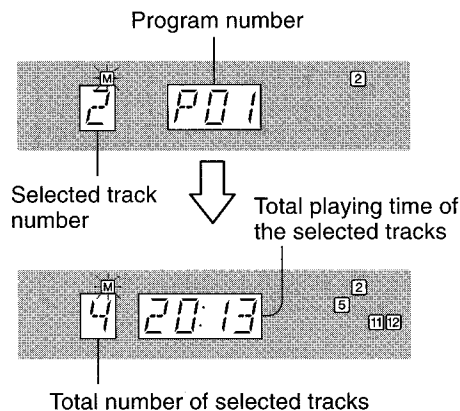 Program number
M
2 P01 2
Selected track
number
Total playing time of
the selected tracks
M
2
5
4 20:13
11 12
Total number of selected tracks